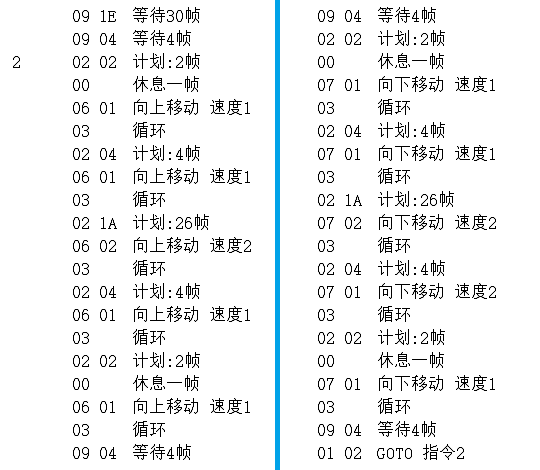 09 1E 等待30帧
09 04 等待4帧
2 02 02 计划:2帧
00 休息一帧
06 01 向上移动 速度1
03 循环
02 04 计划:4帧
06 01 向上移动 速度1
03 循环
02 1A 计划:26帧
06 02 向上移动 速度2
03 循环
02 04 计划:4帧
06 01 向上移动 速度1
03 循环
02 02 计划:2帧
00 休息一帧
06 01 向上移动 速度1
03 循环
09 04 等待4帧
09 04 等待4帧
02 02 计划:2帧
00 休息一帧
07 01 向下移动 速度1
03 循环
02 04 计划:4帧
07 01 向下移动 速度1
03 循环
02 1A 计划:26帧
07 02 向下移动 速度2
03 循环
02 04 计划:4帧
07 01 向下移动 速度2
03 循环
02 02 计划:2帧
00 休息一帧
07 01 向下移动 速度1
03 循环
09 04 等待4帧
01 02 GOTO 指令2